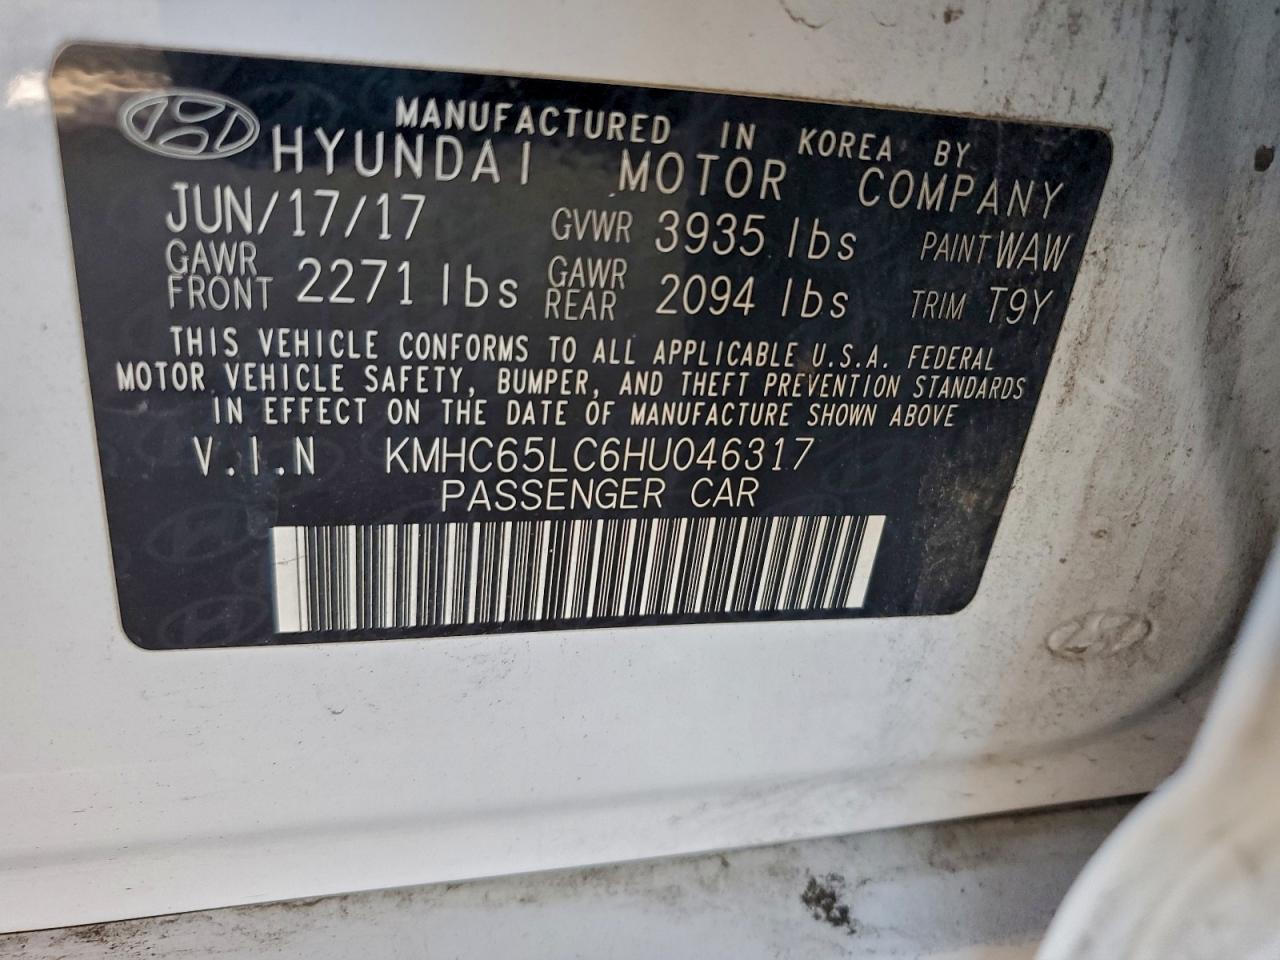 MANUFACTURED IN KOREA BY
HYUNDAI MOTOR COMPANY
JUN/17/17 GVWR 3935 lbs PAINT WAW
GAWR FRONT 2271 lbs GAWR REAR 2094 lbs TRIM T9Y
THIS VEHICLE CONFORMS TO ALL APPLICABLE U.S.A. FEDERAL
MOTOR VEHICLE SAFETY, BUMPER, AND THEFT PREVENTION STANDARDS
IN EFFECT ON THE DATE OF MANUFACTURE SHOWN ABOVE
V.I.N KMHC65LC6HU046317
PASSENGER CAR